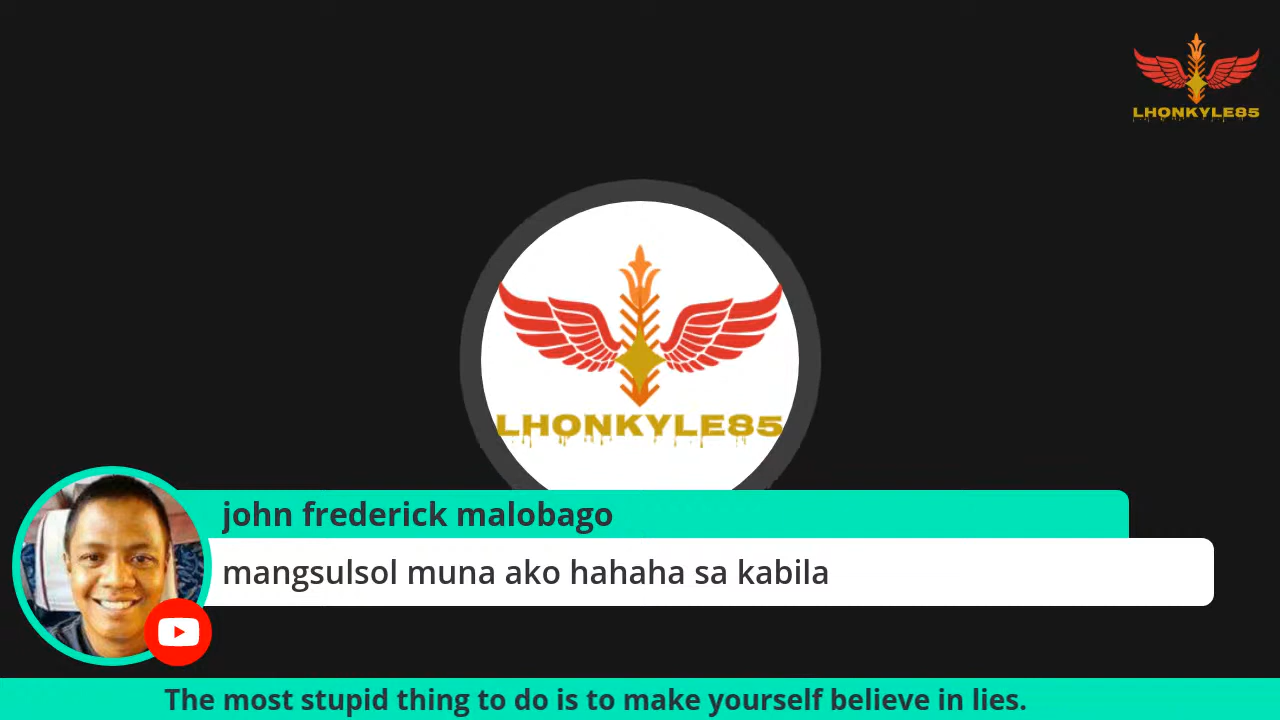 LHONKYLE85
LHONKYLE85
john frederick malobago
mangsulsol muna ako hahaha sa kabila
The most stupid thing to do is to make yourself believe in lies.